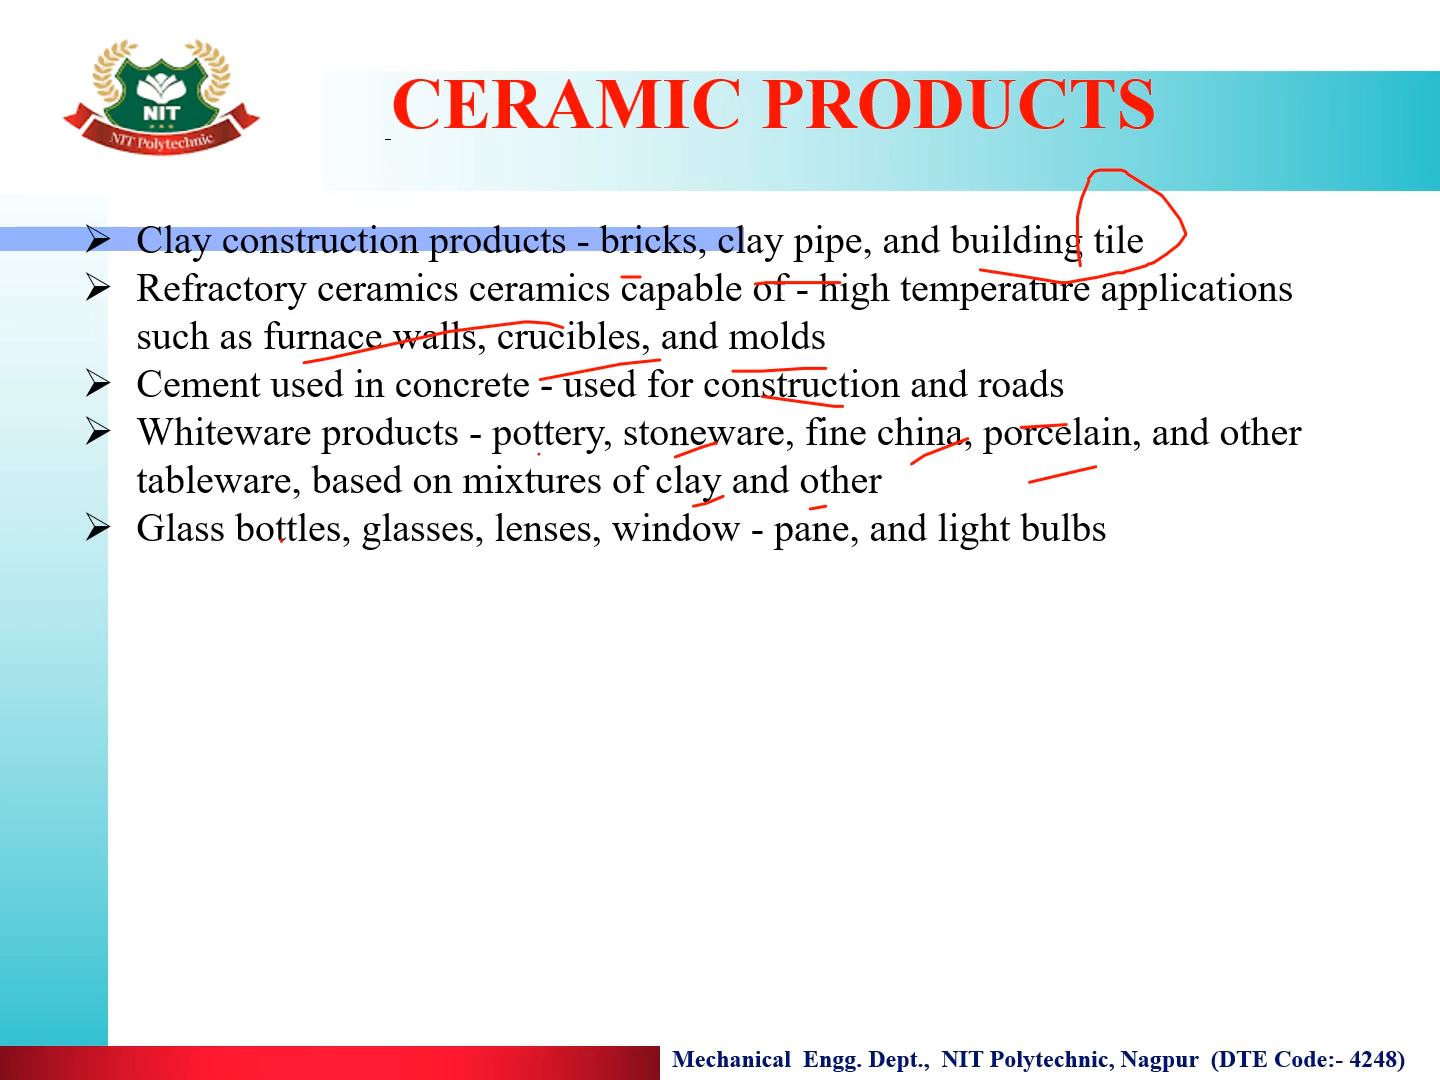 NIT
NIT Polytechnic
CERAMIC PRODUCTS
➢ Clay construction products - bricks, clay pipe, and building tile
➢ Refractory ceramics ceramics capable of - high temperature applications
such as furnace walls, crucibles, and molds
➢ Cement used in concrete - used for construction and roads
➢ Whiteware products - pottery, stoneware, fine china, porcelain, and other
tableware, based on mixtures of clay and other
➢ Glass bottles, glasses, lenses, window - pane, and light bulbs
Mechanical Engg. Dept., NIT Polytechnic, Nagpur (DTE Code:- 4248)